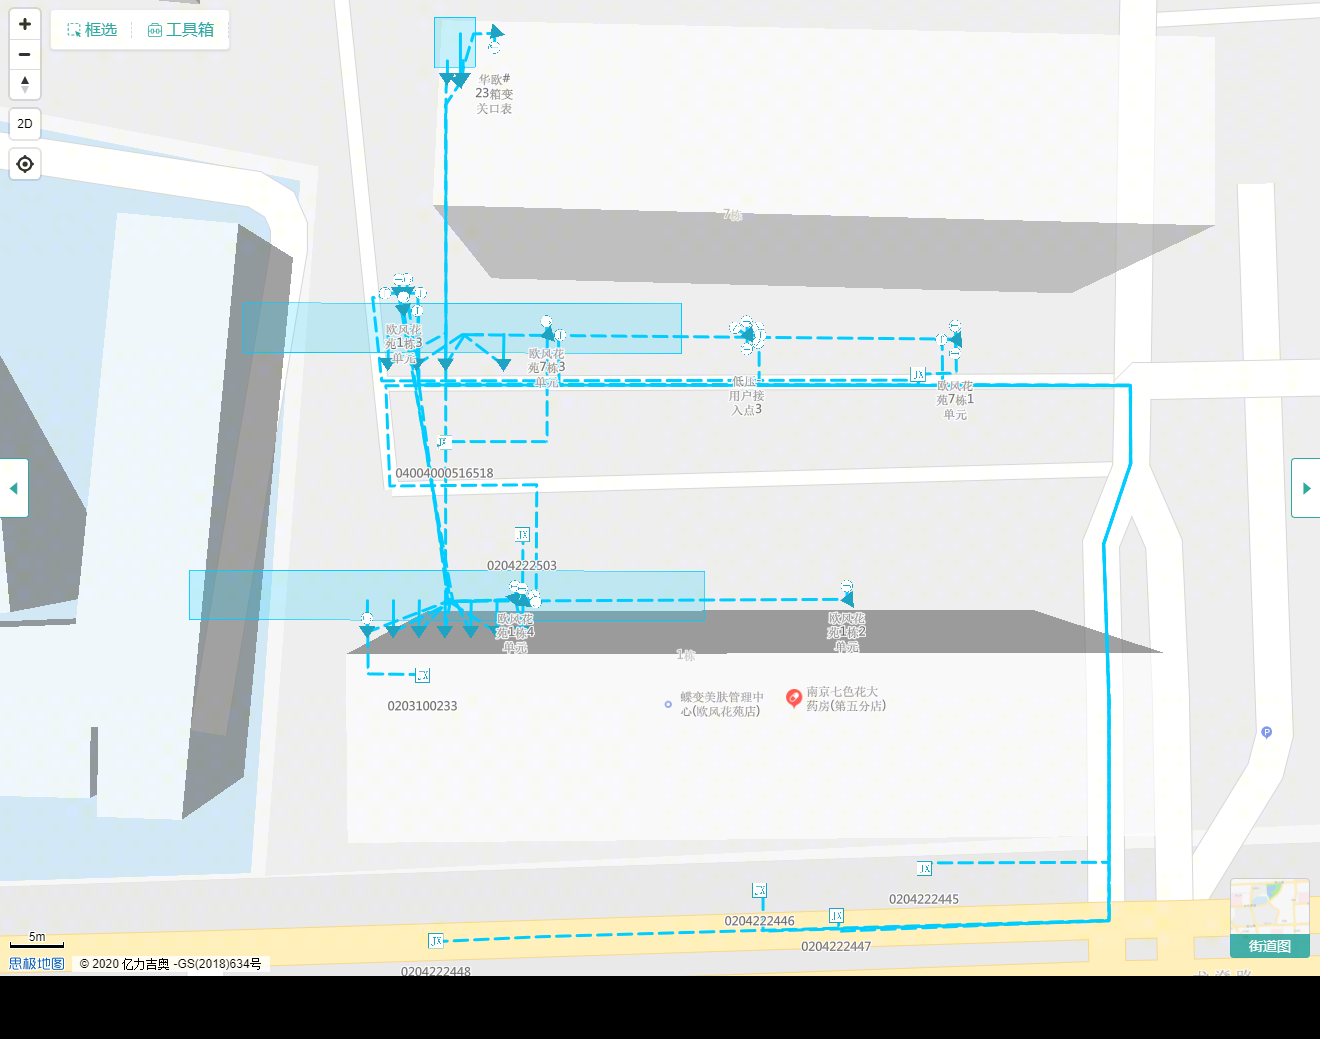 框选
工具箱
2D
华欧#
23箱变
关口表
7栋
欧风花
苑1栋3
单元
欧风花
苑7栋3
单元
低压
用户接
入点3
JX
欧风花
苑7栋1
单元
JX
04004000516518
JX
0204222503
欧风花
苑1栋4
单元
欧风花
苑1栋2
单元
1栋
JX
0203100233
蝶变美肤管理中
心(欧风花苑店)
南京七色花大
药房(第五分店)
P
JX
0204222445
JX
0204222446
JX
0204222447
JX
0204222448
5m
思极地图
© 2020 亿力吉奥 -GS(2018)634号
街道图